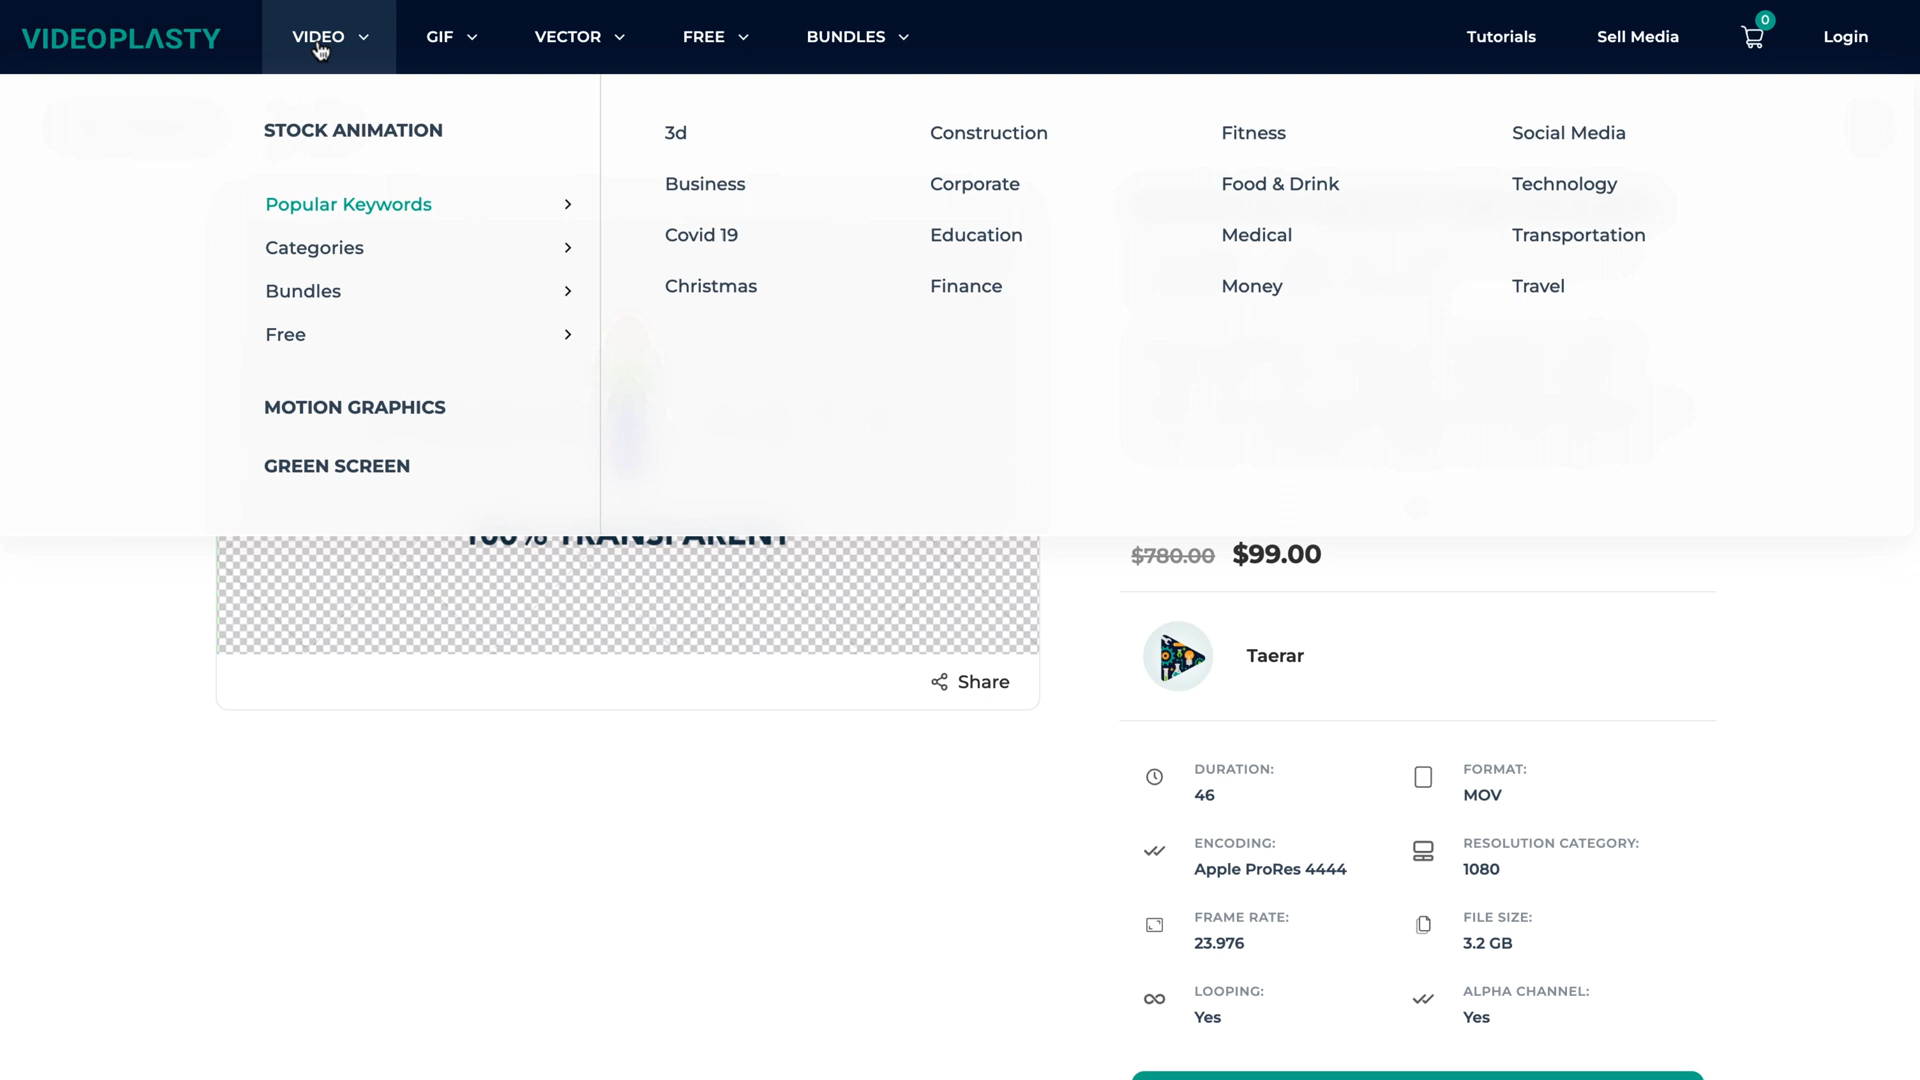 VIDEOPLASTY
VIDEO
GIF
VECTOR
FREE
BUNDLES
Tutorials
Sell Media
0
Login
STOCK ANIMATION
Popular Keywords
Categories
Bundles
Free
MOTION GRAPHICS
GREEN SCREEN
3d
Construction
Fitness
Social Media
Business
Corporate
Food & Drink
Technology
Covid 19
Education
Medical
Transportation
Christmas
Finance
Money
Travel
100% TRANSPARENT
Share
$780.00 $99.00
Taerar
DURATION:
46
FORMAT:
MOV
ENCODING:
Apple ProRes 4444
RESOLUTION CATEGORY:
1080
FRAME RATE:
23.976
FILE SIZE:
3.2 GB
LOOPING:
Yes
ALPHA CHANNEL:
Yes